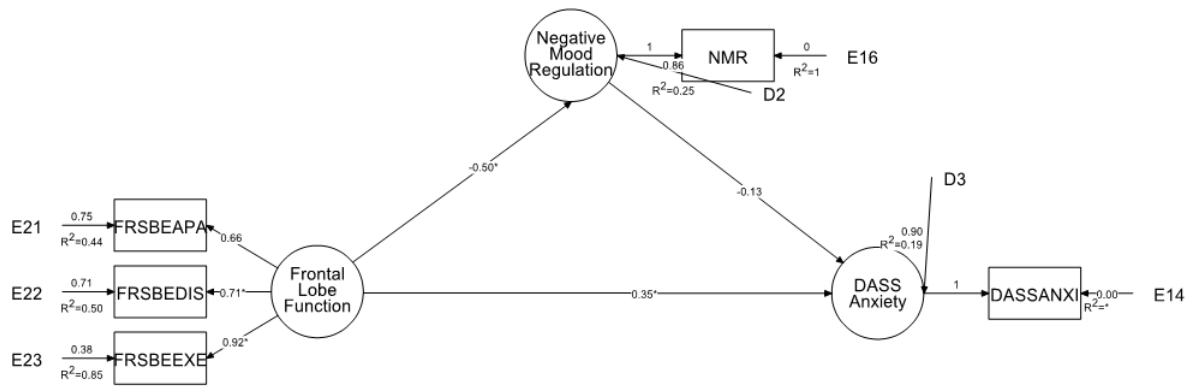 Negative
Mood
Regulation
1
0.86
R²=0.25
NMR
0
R²=1
E16
D2
-0.50*
-0.13
D3
E21
0.75
R²=0.44
FRSBEAPA
0.66
E22
0.71
R²=0.50
FRSBEDIS
0.71*
E23
0.38
R²=0.85
FRSBEEXE
0.92*
Frontal
Lobe
Function
0.35*
0.90
R²=0.19
DASS
Anxiety
1
DASSANXI
0.00
R²=*
E14